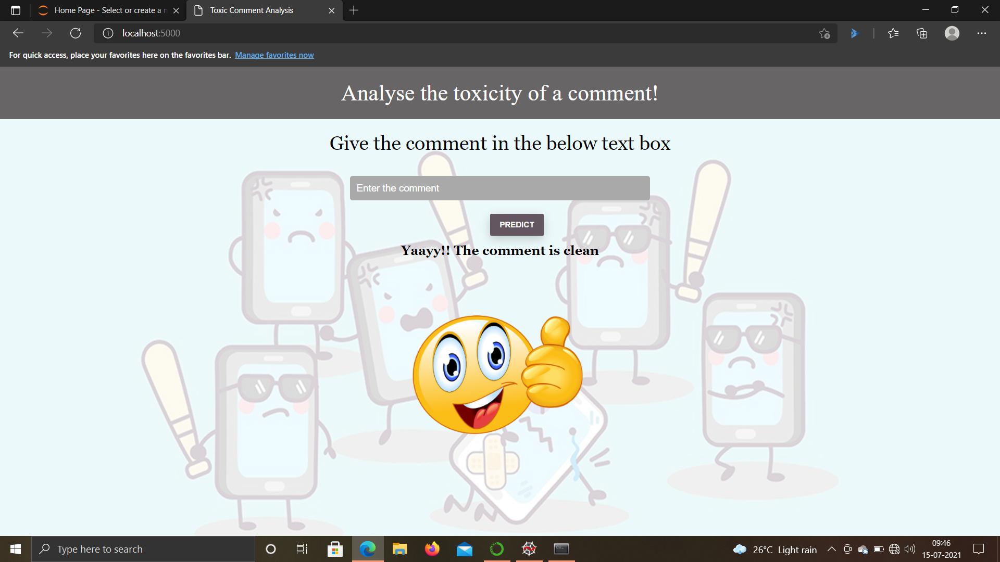 Home Page - Select or create a n
Toxic Comment Analysis
localhost:5000
For quick access, place your favorites here on the favorites bar. Manage favorites now
Analyse the toxicity of a comment!
Give the comment in the below text box
Enter the comment
PREDICT
Yaayy!! The comment is clean
Type here to search
26°C Light rain
09:46
15-07-2021